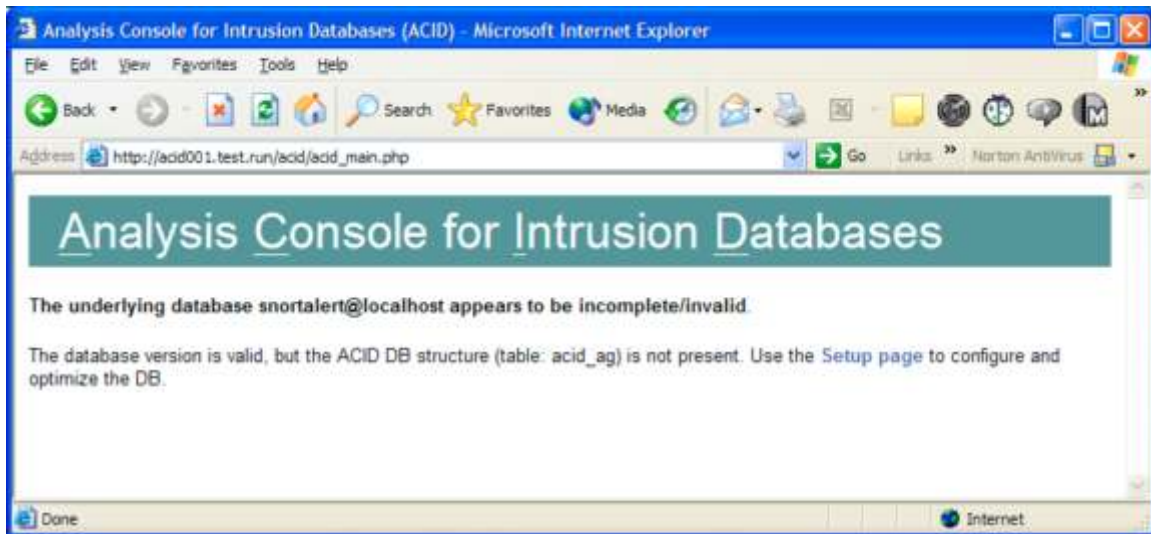 Analysis Console for Intrusion Databases (ACID) - Microsoft Internet Explorer
File Edit View Favorites Tools Help
Back Search Favorites Media
Address http://acid001.test.run/acid/acid_main.php Go Links » Norton AntiVirus
Analysis Console for Intrusion Databases
The underlying database snortalert@localhost appears to be incomplete/invalid.
The database version is valid, but the ACID DB structure (table: acid_ag) is not present. Use the Setup page to configure and
optimize the DB.
Done Internet